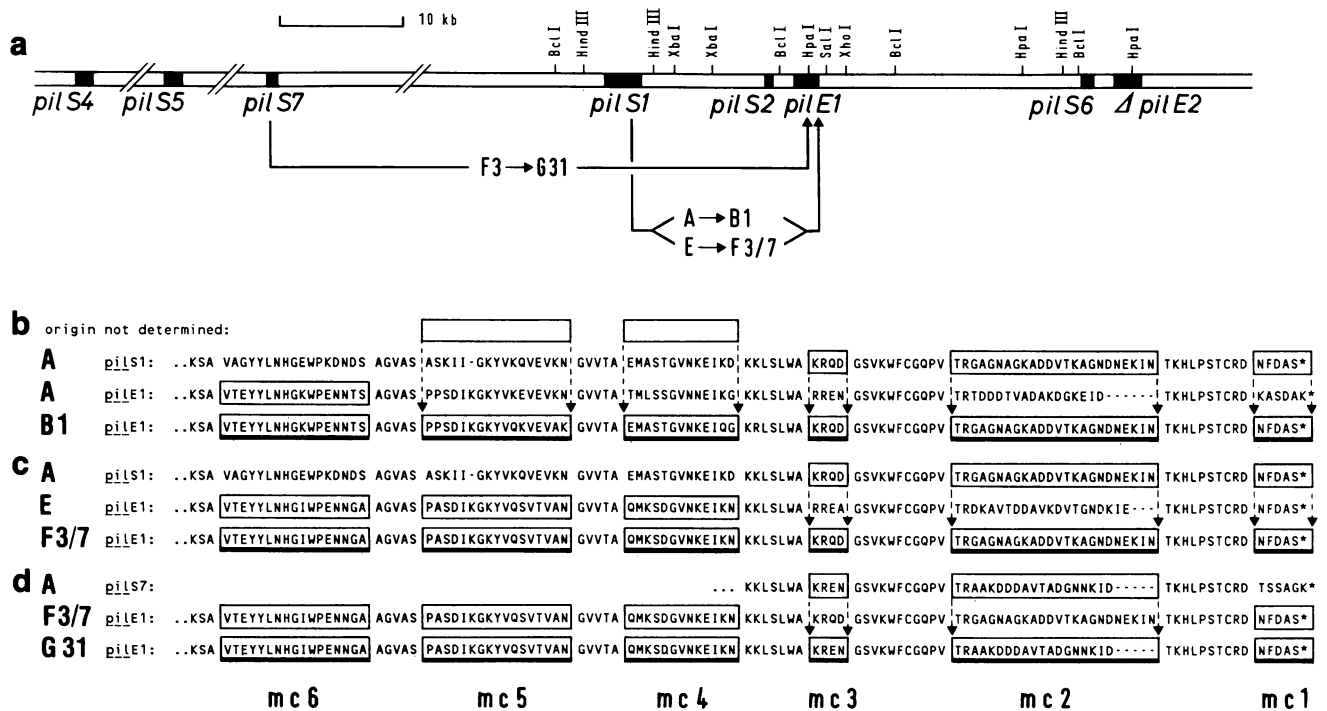 10 kb
a
BclI HindIII HindIII XbaI XbaI BclI HpaI SalI XhoI BclI HpaI HindIII BclI HpaI
pilS4 pilS5 pilS7 pilS1 pilS2 pilE1 pilS6 Δ pilE2
F3 → G31
A → B1
E → F3/7
b origin not determined:
A pilS1: ..KSA VAGYYLNHGEWPKDNDS AGVAS ASKII-GKYVKQVEVKN GVVTA EMASTGVNKEIKD KKLSLWA KRQD GSVKWFCGQPV TRGAGNAGKADDVTKAGNDNEKIN TKHLPSTCRD NFDAS*
A pilE1: ..KSA VTEYYLNHGKWPENNTS AGVAS PPSDIKGKYVKEVEVKN GVVTA TMLSSGVNNEIKG KKLSLWA RREN GSVKWFCGQPV TRTDDDTVADAKDGKEID------ TKHLPSTCRD KASDAK*
B1 pilE1: ..KSA VTEYYLNHGKWPENNTS AGVAS PPSDIKGKYVQKVEVAK GVVTA EMASTGVNKEIQG KRLSLWA KRQD GSVKWFCGQPV TRGAGNAGKADDVTKAGNDNEKIN TKHLPSTCRD NFDAS*
c A pilS1: ..KSA VAGYYLNHGEWPKDNDS AGVAS ASKII-GKYVKQVEVKN GVVTA EMASTGVNKEIKD KKLSLWA KRQD GSVKWFCGQPV TRGAGNAGKADDVTKAGNDNEKIN TKHLPSTCRD NFDAS*
E pilE1: ..KSA VTEYYLNHGIWPENNGA AGVAS PASDIKGKYVQSVTVAN GVVTA QMKSDGVNKEIKN KKLSLWA RREA GSVKWFCGQPV TRDKAVTDDAVKDVTGNDKIE--- TKHLPSTCRD NFDAS*
F3/7 pilE1: ..KSA VTEYYLNHGIWPENNGA AGVAS PASDIKGKYVQSVTVAN GVVTA QMKSDGVNKEIKN KKLSLWA KRQD GSVKWFCGQPV TRGAGNAGKADDVTKAGNDNEKIN TKHLPSTCRD NFDAS*
d A pilS7: ... KKLSLWA KREN GSVKWFCGQPV TRAAKDDDAVTADGNNKID----- TKHLPSTCRD TSSAGK*
F3/7 pilE1: ..KSA VTEYYLNHGIWPENNGA AGVAS PASDIKGKYVQSVTVAN GVVTA QMKSDGVNKEIKN KKLSLWA KRQD GSVKWFCGQPV TRGAGNAGKADDVTKAGNDNEKIN TKHLPSTCRD NFDAS*
G31 pilE1: ..KSA VTEYYLNHGIWPENNGA AGVAS PASDIKGKYVQSVTVAN GVVTA QMKSDGVNKEIKN KKLSLWA KREN GSVKWFCGQPV TRAAKDDDAVTADGNNKID----- TKHLPSTCRD NFDAS*
mc6 mc5 mc4 mc3 mc2 mc1